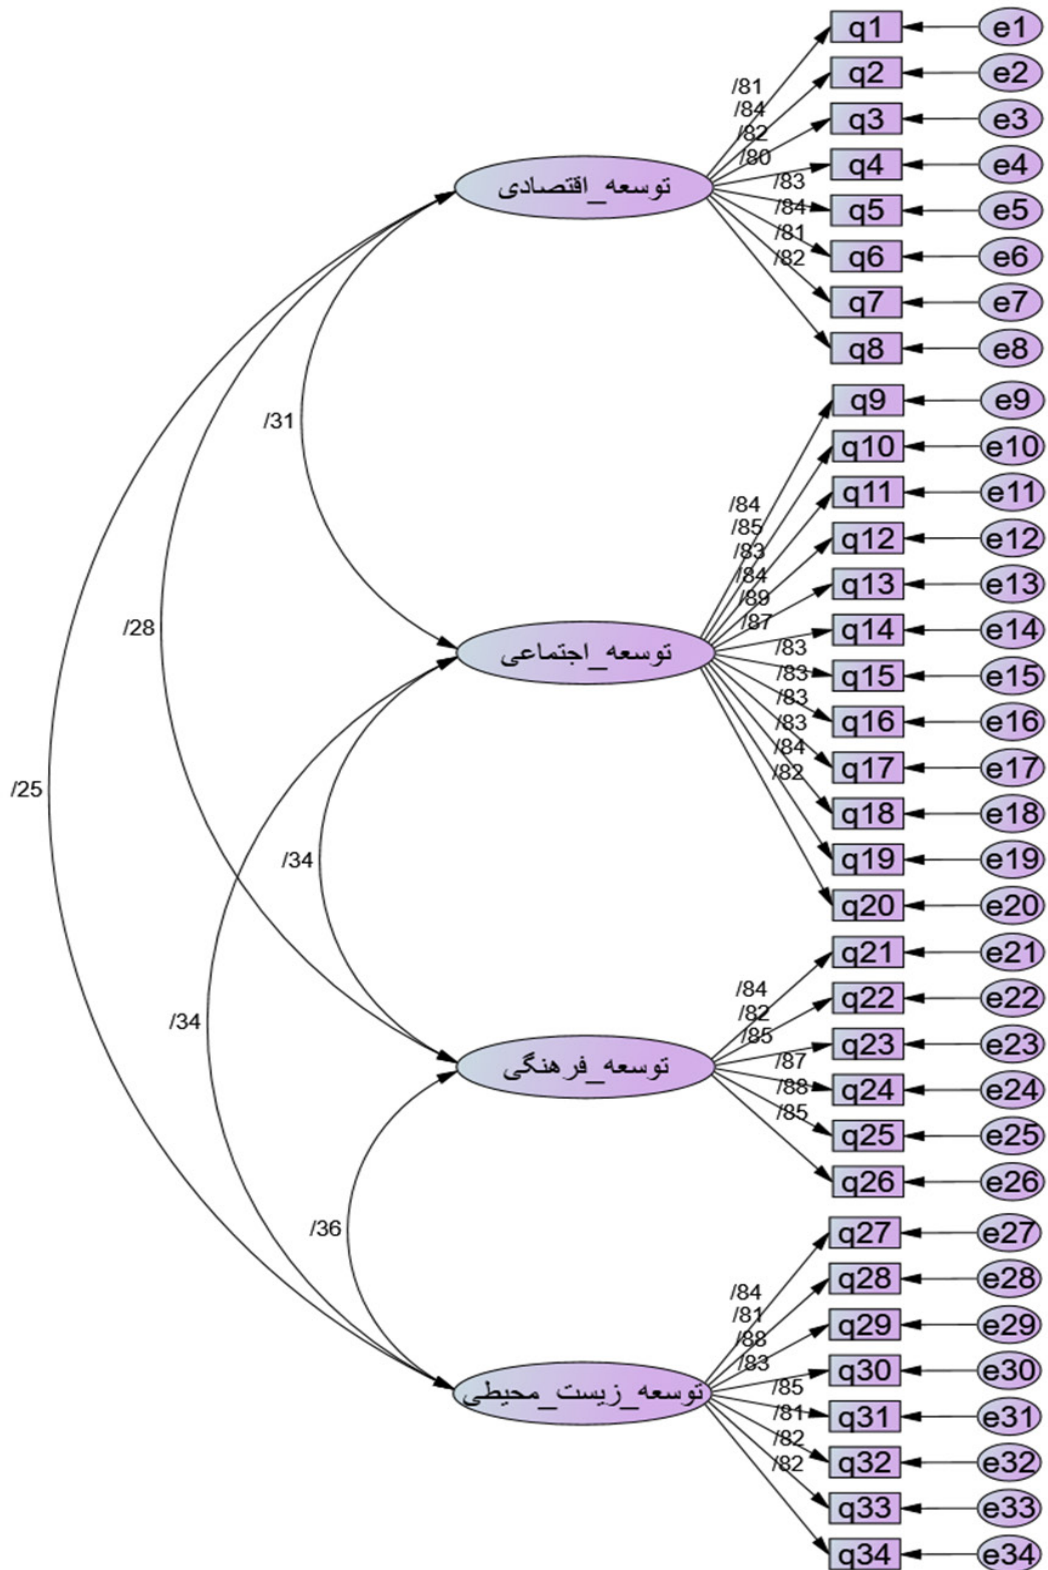 q1 e1
q2 e2
/81
q3 e3
/84
/82
/80
q4 e4
توسعه_اقتصادی
/83
q5 e5
/84
/81
q6 e6
/82
q7 e7
q8 e8
q9 e9
/31
q10 e10
q11 e11
/84
/85
q12 e12
/83
/84
q13 e13
/89
/87
q14 e14
/28
توسعه_اجتماعی
/83
q15 e15
/83
/83
q16 e16
/83
/84
q17 e17
/82
/25
q18 e18
/34
q19 e19
q20 e20
q21 e21
/84
q22 e22
/82
/34
/85
q23 e23
توسعه_فرهنگی
/87
/88
q24 e24
/85
q25 e25
q26 e26
/36
q27 e27
q28 e28
/84
/81
q29 e29
/88
/83
q30 e30
توسعه_زیست_محیطی
/85
/81
q31 e31
/82
q32 e32
/82
q33 e33
q34 e34